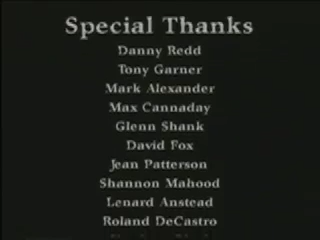 Special Thanks
Danny Redd
Tony Garner
Mark Alexander
Max Cannaday
Glenn Shank
David Fox
Jean Patterson
Shannon Mahood
Lenard Anstead
Roland DeCastro